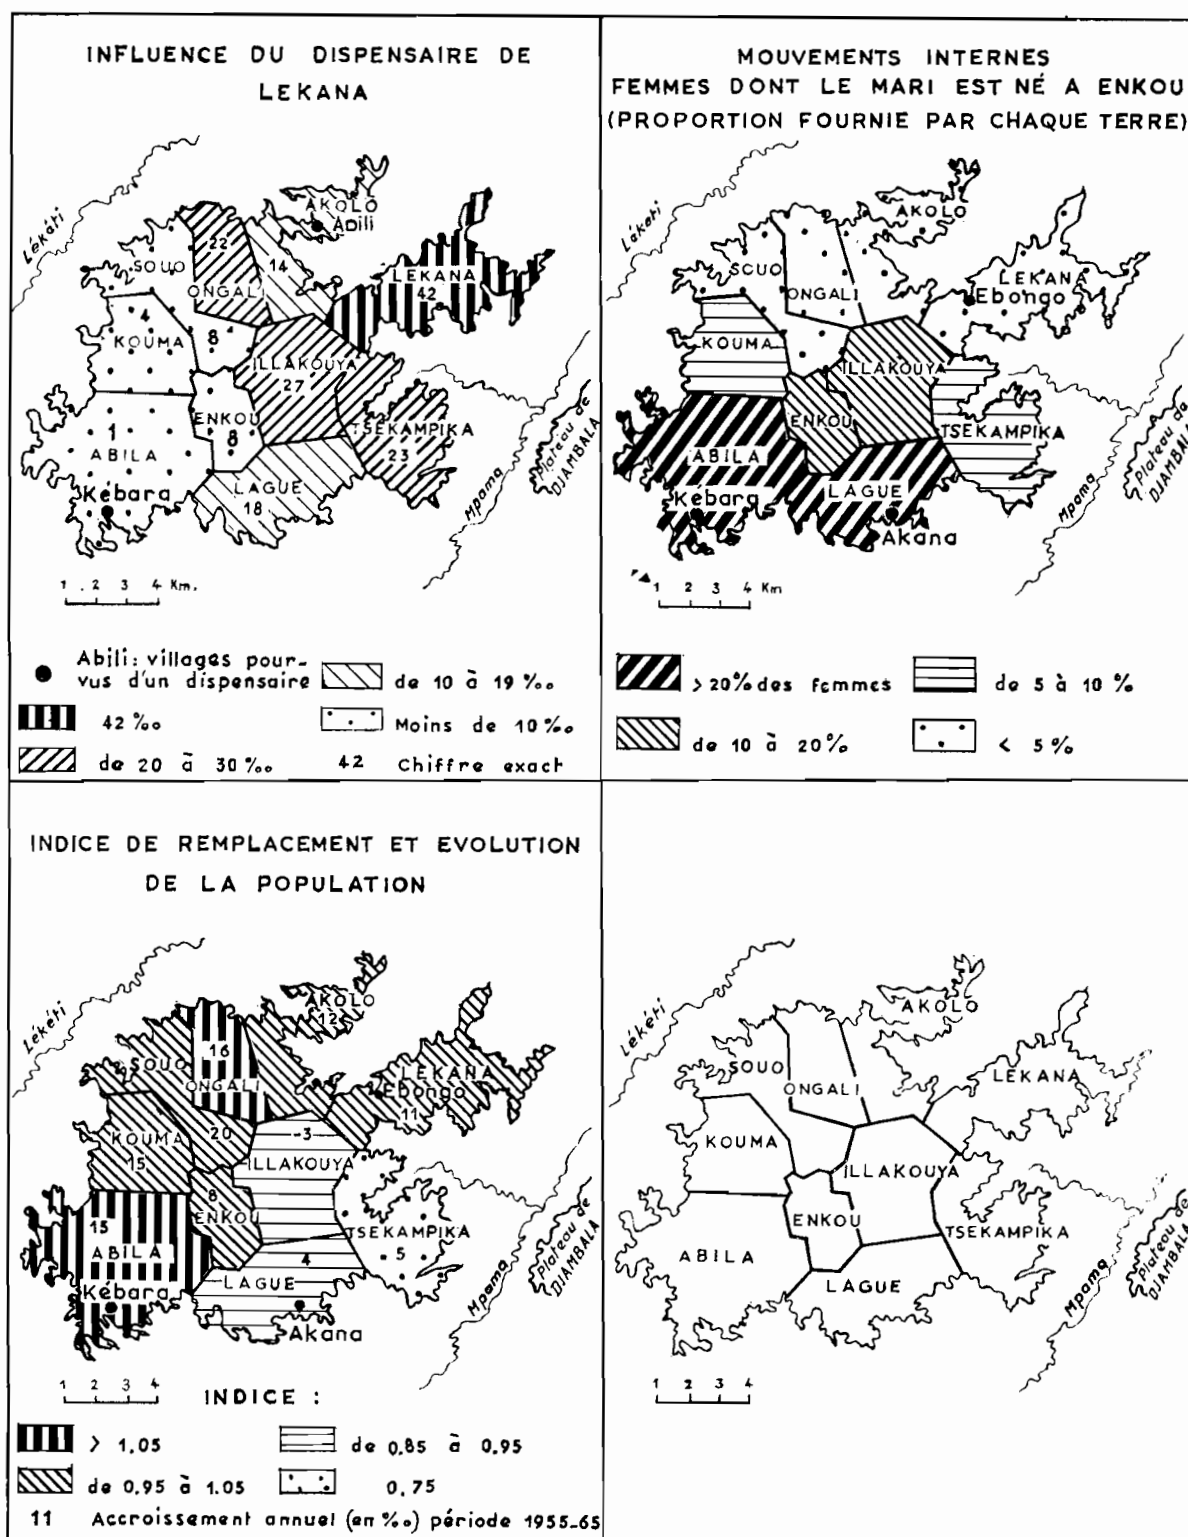 INFLUENCE DU DISPENSAIRE DE
LEKANA
Lékéti
AKOLO
Abili
22
SOUO
14
ONGALI
LEKANA
42
4
KOUMA
8
ILLAKOUYA
27
ENKOU
8
TSEKAMPIKA
23
1
ABILA
LAGUE
18
Kébara
Mpama
Plateau de
DJAMBALA
1 . 2 3 4 Km.
Abili: villages pour-
vus d'un dispensaire
de 10 à 19 ‰
42 ‰
Moins de 10 ‰
de 20 à 30 ‰
42 Chiffre exact
MOUVEMENTS INTERNES
FEMMES DONT LE MARI EST NÉ A ENKOU
(PROPORTION FOURNIE PAR CHAQUE TERRE)
Lékéti
AKOLO
SOUO
ONGALI
LEKANA
Ebongo
KOUMA
ILLAKOUYA
ENKOU
TSEKAMPIKA
ABILA
LAGUE
Kébara
Akana
Mpama
Plateau de
DJAMBALA
1 2 3 4 Km
> 20% des femmes
de 5 à 10 %
de 10 à 20%
< 5 %
INDICE DE REMPLACEMENT ET EVOLUTION
DE LA POPULATION
Lékéti
AKOLO
12
16
SOUO
ONGALI
LEKANA
Ebongo
11
KOUMA
15
20
-3
ILLAKOUYA
8
ENKOU
TSEKAMPIKA
5
15
ABILA
4
LAGUE
Kébara
Akana
Mpama
Plateau de
DJAMBALA
1 2 3 4
INDICE :
> 1.05
de 0.85 à 0.95
de 0.95 à 1.05
0,75
11 Accroissement annuel (en ‰) période 1955-65
Lékéti
AKOLO
SOUO
ONGALI
LEKANA
KOUMA
ILLAKOUYA
ENKOU
TSEKAMPIKA
ABILA
LAGUE
Mpama
Plateau de
DJAMBALA
1 2 3 4